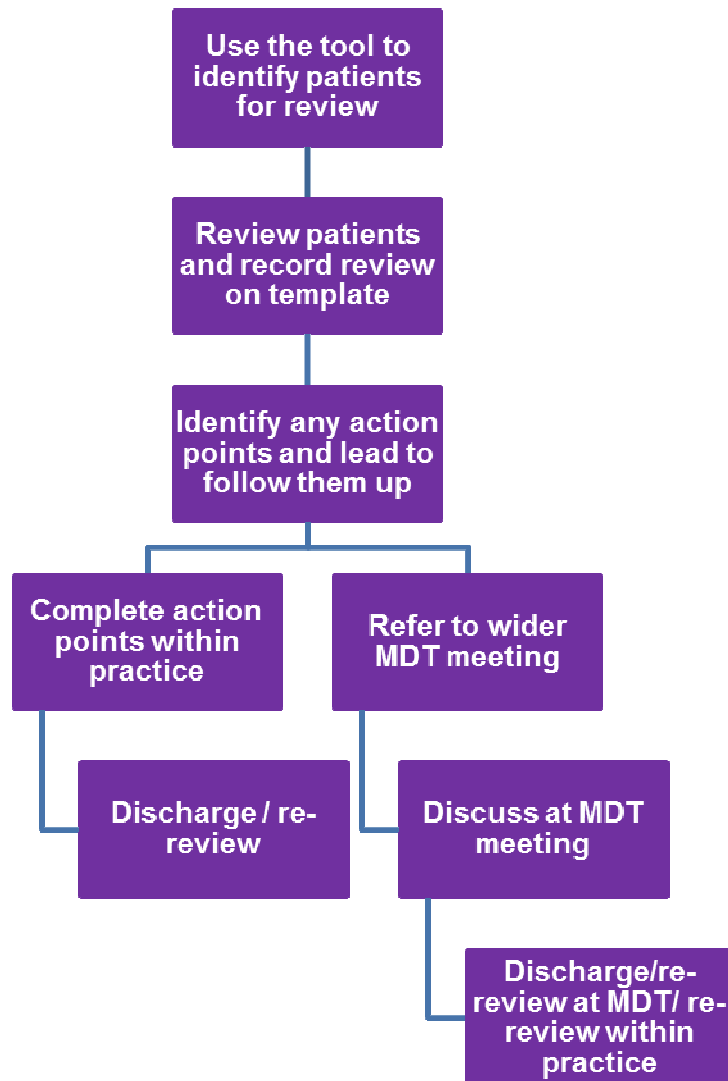 Use the tool to
identify patients
for review
Review patients
and record review
on template
Identify any action
points and lead to
follow them up
Complete action
points within
practice
Refer to wider
MDT meeting
Discharge / re-
review
Discuss at MDT
meeting
Discharge/re-
review at MDT/ re-
review within
practice